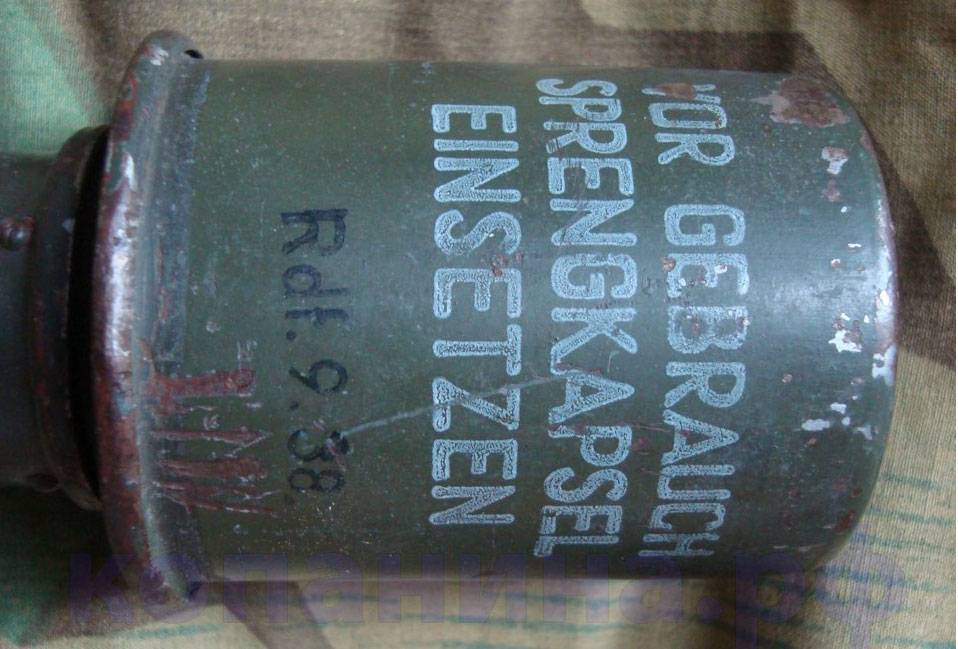 VOR GEBRAUCH
SPRENGKAPSEL
EINSETZEN
Rdf. 9.38.
копанина.рф